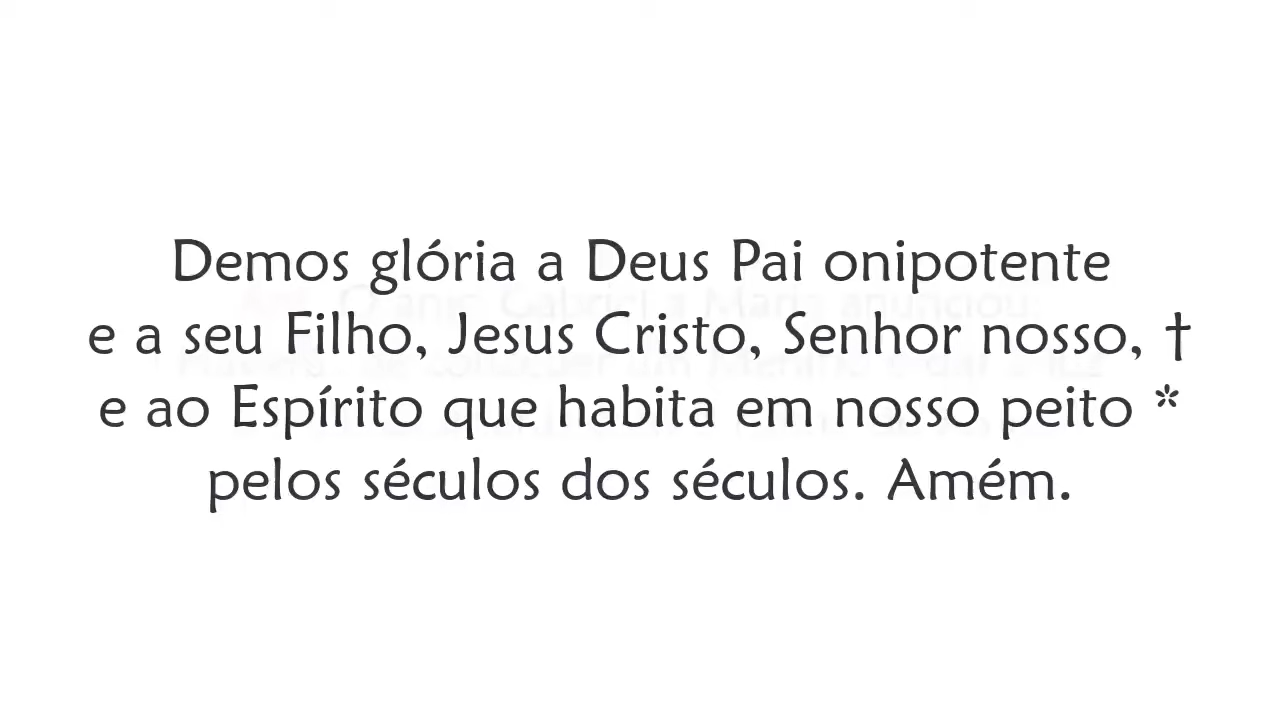 Demos glória a Deus Pai onipotente
e a seu Filho, Jesus Cristo, Senhor nosso, †
e ao Espírito que habita em nosso peito *
pelos séculos dos séculos. Amém.